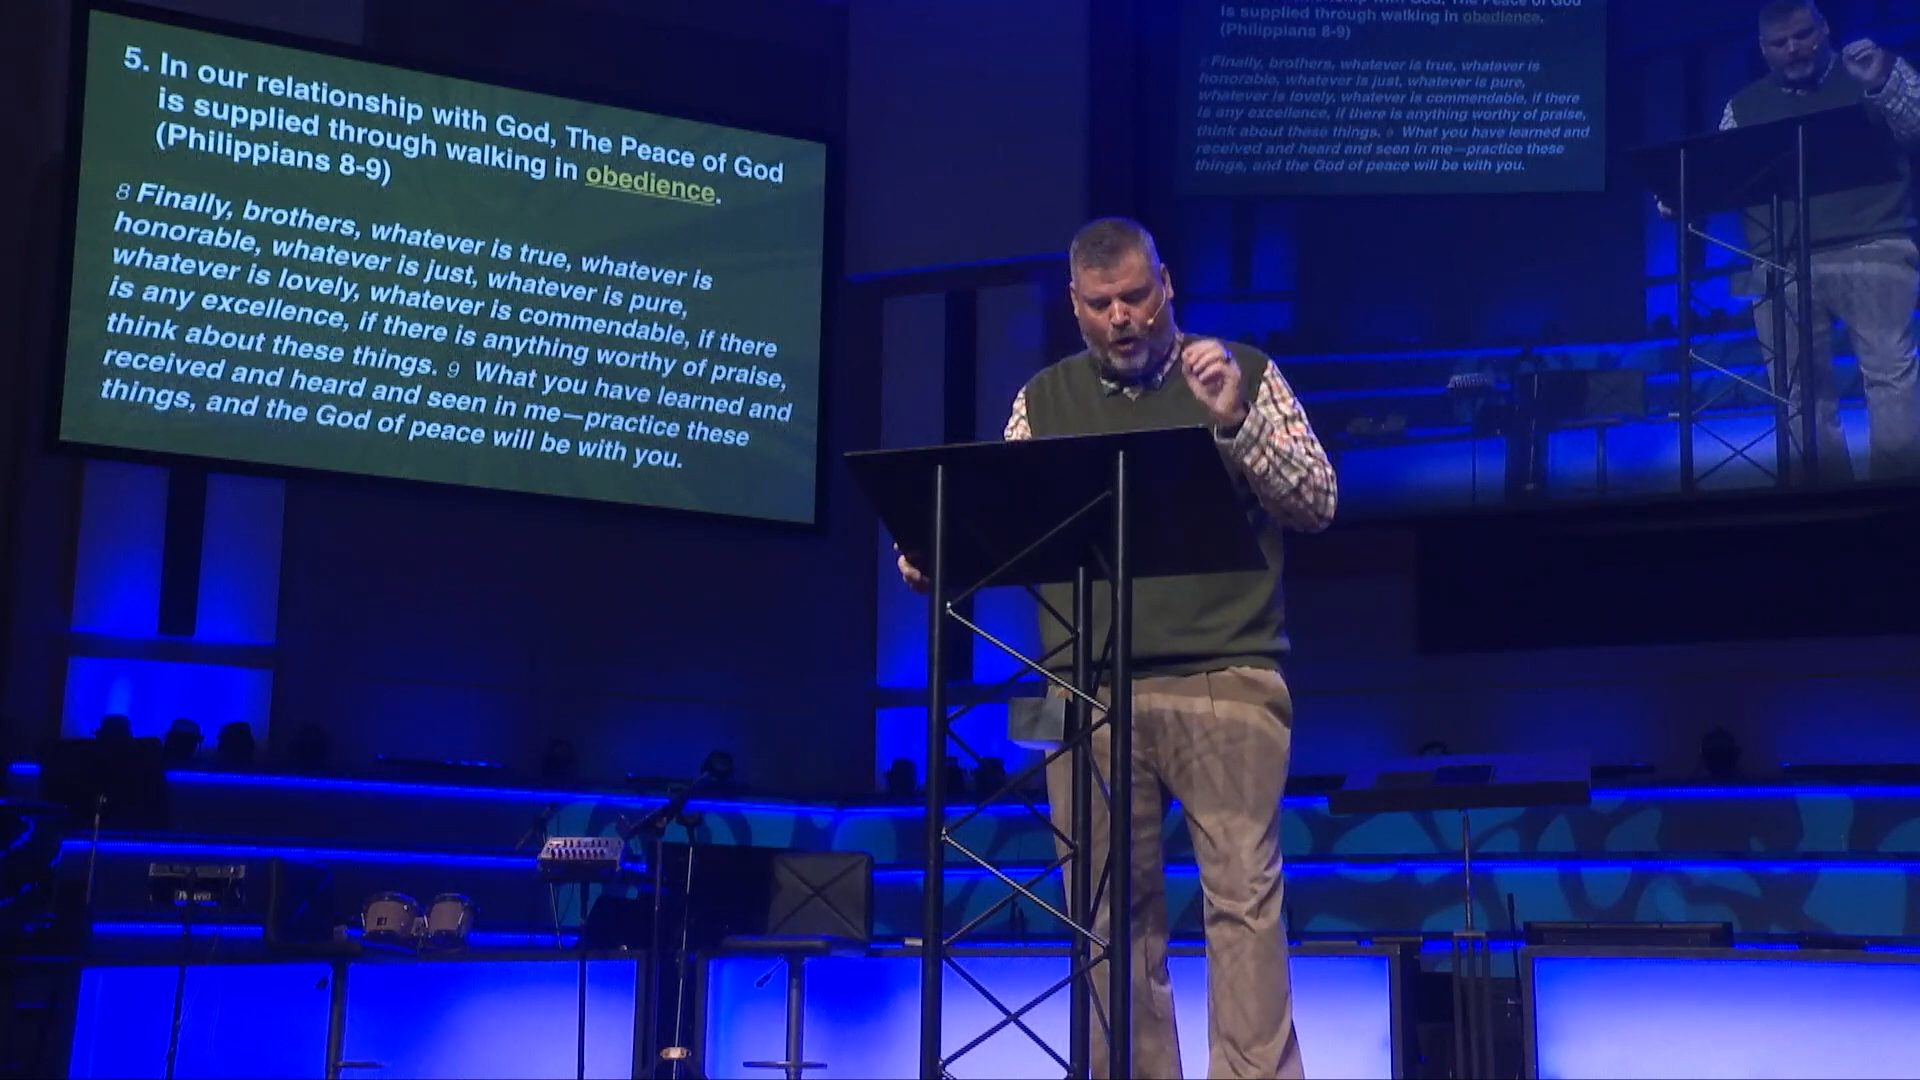 5. In our relationship with God, The Peace of God
is supplied through walking in obedience.
(Philippians 8-9)
8 Finally, brothers, whatever is true, whatever is
honorable, whatever is just, whatever is pure,
whatever is lovely, whatever is commendable, if there
is any excellence, if there is anything worthy of praise,
think about these things. 9 What you have learned and
received and heard and seen in me—practice these
things, and the God of peace will be with you.
is supplied through walking in obedience.
(Philippians 8-9)
Finally, brothers, whatever is true, whatever is
honorable, whatever is just, whatever is pure,
whatever is lovely, whatever is commendable, if there
is any excellence, if there is anything worthy of praise,
think about these things. 9 What you have learned and
received and heard and seen in me—practice these
things, and the God of peace will be with you.